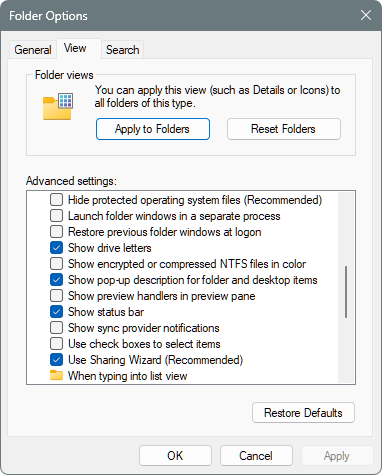 Folder Options
General
View
Search
Folder views
You can apply this view (such as Details or Icons) to
all folders of this type.
Apply to Folders
Reset Folders
Advanced settings:
Hide protected operating system files (Recommended)
Launch folder windows in a separate process
Restore previous folder windows at logon
Show drive letters
Show encrypted or compressed NTFS files in color
Show pop-up description for folder and desktop items
Show preview handlers in preview pane
Show status bar
Show sync provider notifications
Use check boxes to select items
Use Sharing Wizard (Recommended)
When typing into list view
Restore Defaults
OK
Cancel
Apply